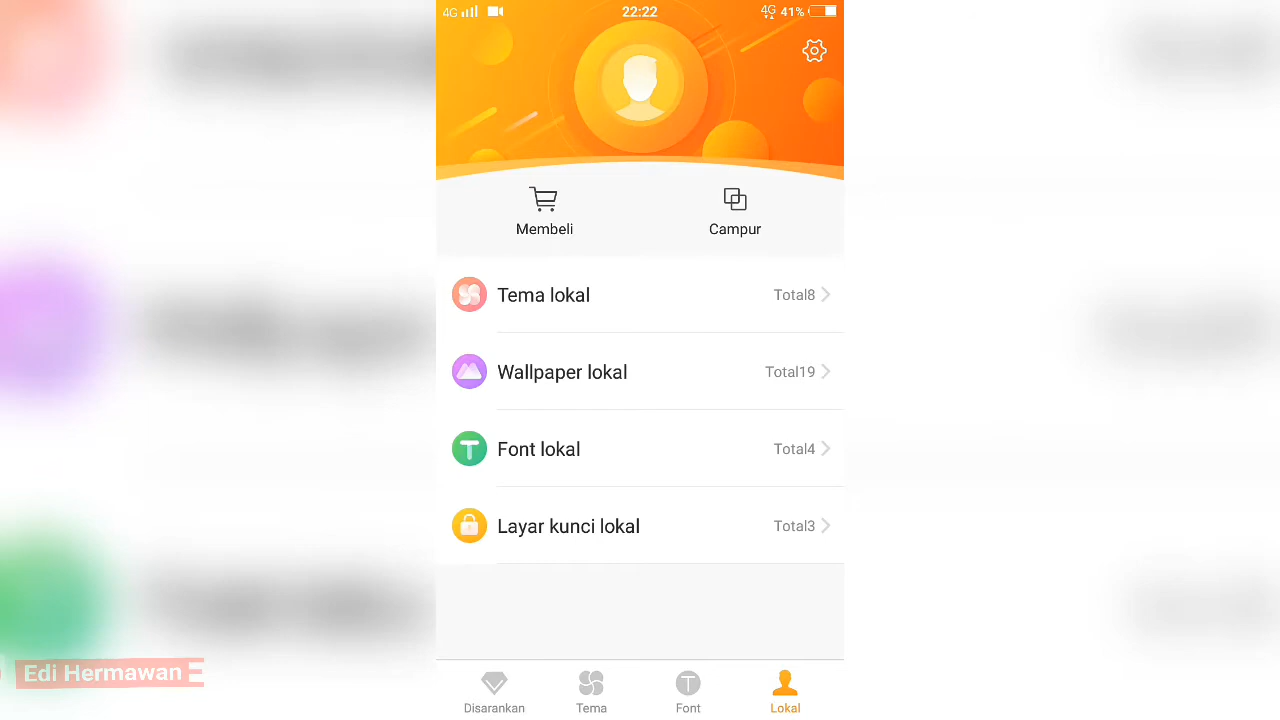 4G 22:22 4G 41%
Membeli Campur
Tema lokal Total8
Wallpaper lokal Total19
Font lokal Total4
Layar kunci lokal Total3
Edi Hermawan E
Disarankan Tema Font Lokal